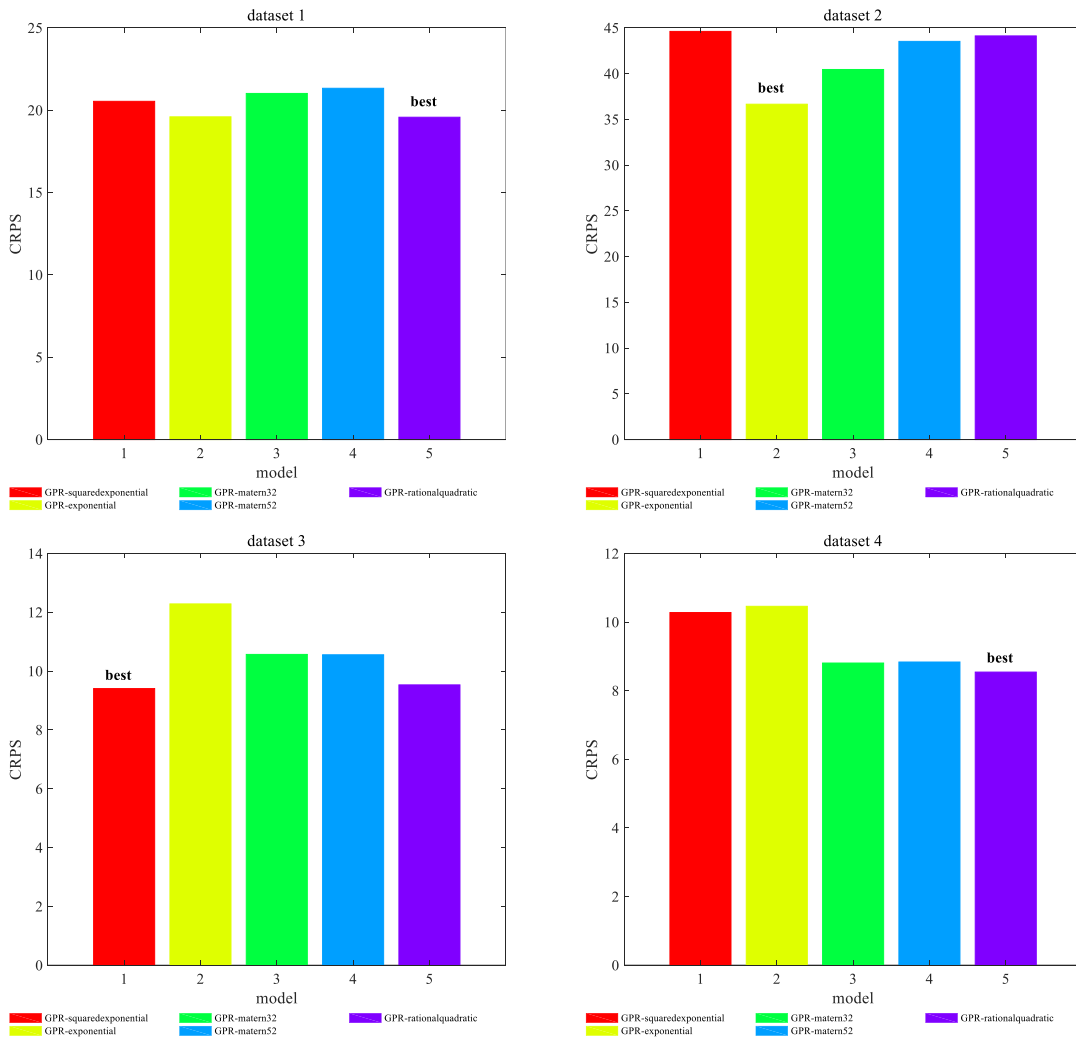 dataset 1
25
20
15
10
5
0
CRPS
best
1 2 3 4 5
model
GPR-squaredexponential GPR-matern32 GPR-rationalquadratic
GPR-exponential GPR-matern52
dataset 2
45
40
35
30
25
20
15
10
5
0
CRPS
best
1 2 3 4 5
model
GPR-squaredexponential GPR-matern32 GPR-rationalquadratic
GPR-exponential GPR-matern52
dataset 3
14
12
10
8
6
4
2
0
CRPS
best
1 2 3 4 5
model
GPR-squaredexponential GPR-matern32 GPR-rationalquadratic
GPR-exponential GPR-matern52
dataset 4
12
10
8
6
4
2
0
CRPS
best
1 2 3 4 5
model
GPR-squaredexponential GPR-matern32 GPR-rationalquadratic
GPR-exponential GPR-matern52